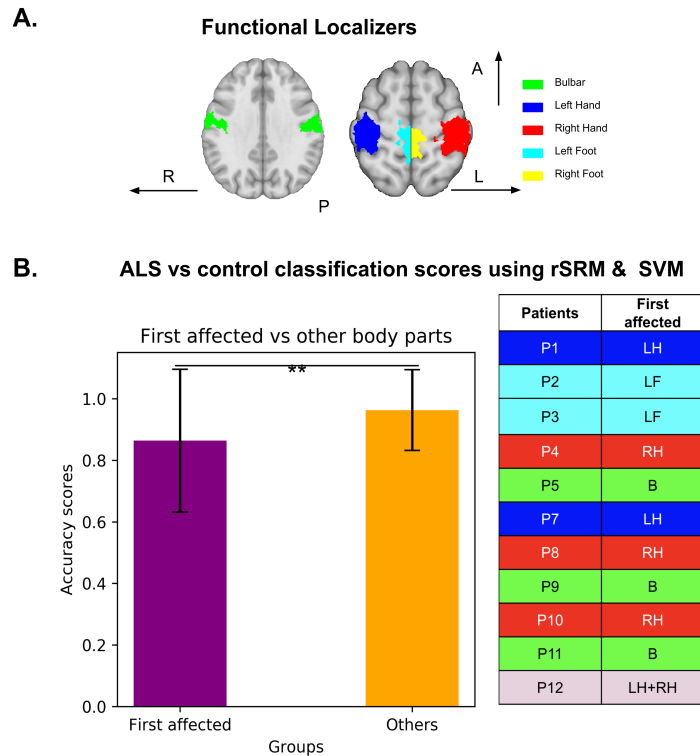 A.
Functional Localizers
A
R
L
P
Bulbar
Left Hand
Right Hand
Left Foot
Right Foot
B.
ALS vs control classification scores using rSRM & SVM
First affected vs other body parts
**
Accuracy scores
1.0
0.8
0.6
0.4
0.2
0.0
First affected
Others
Groups
Patients First affected
P1 LH
P2 LF
P3 LF
P4 RH
P5 B
P7 LH
P8 RH
P9 B
P10 RH
P11 B
P12 LH+RH